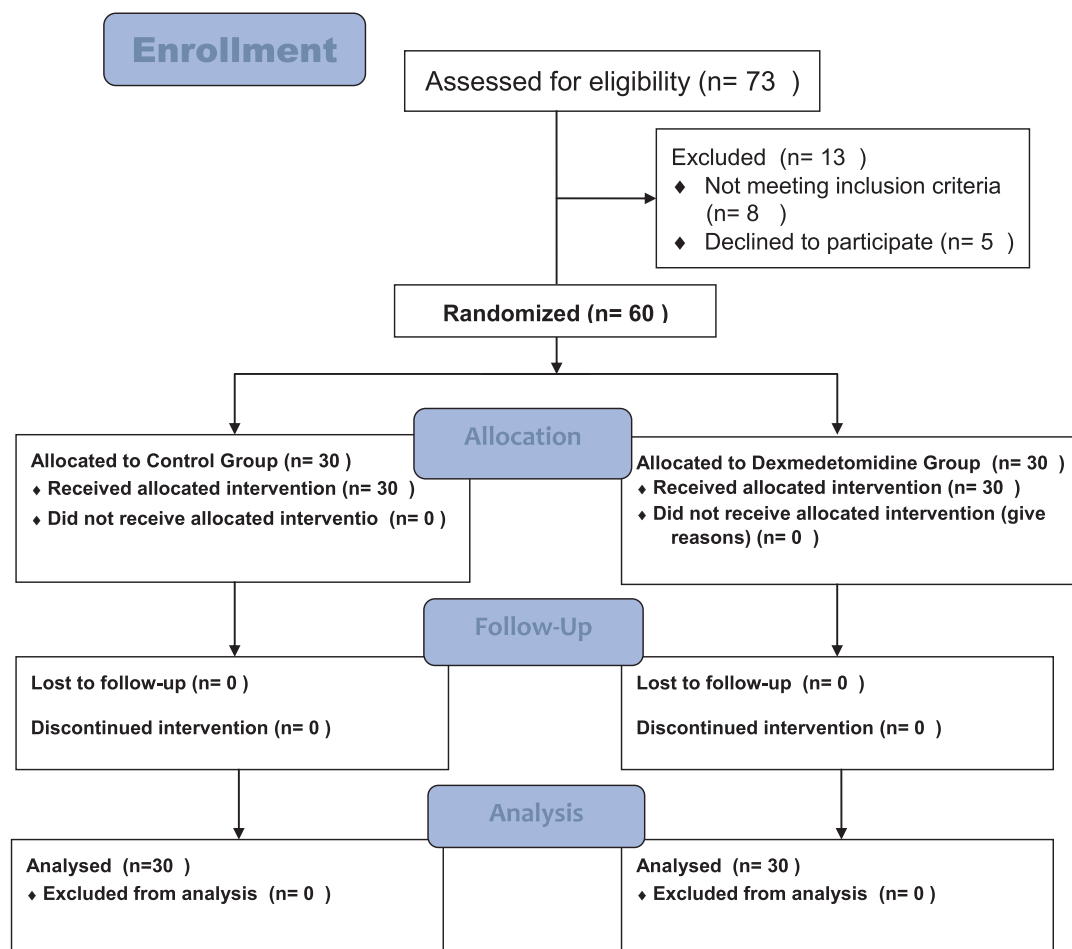 Enrollment
Assessed for eligibility (n= 73 )
Excluded (n= 13 )
♦ Not meeting inclusion criteria
(n= 8 )
♦ Declined to participate (n= 5 )
Randomized (n= 60 )
Allocation
Allocated to Control Group (n= 30 )
♦ Received allocated intervention (n= 30 )
♦ Did not receive allocated interventio (n= 0 )
Allocated to Dexmedetomidine Group (n= 30 )
♦ Received allocated intervention (n= 30 )
♦ Did not receive allocated intervention (give
reasons) (n= 0 )
Follow-Up
Lost to follow-up (n= 0 )
Discontinued intervention (n= 0 )
Lost to follow-up (n= 0 )
Discontinued intervention (n= 0 )
Analysis
Analysed (n=30 )
♦ Excluded from analysis (n= 0 )
Analysed (n= 30 )
♦ Excluded from analysis (n= 0 )